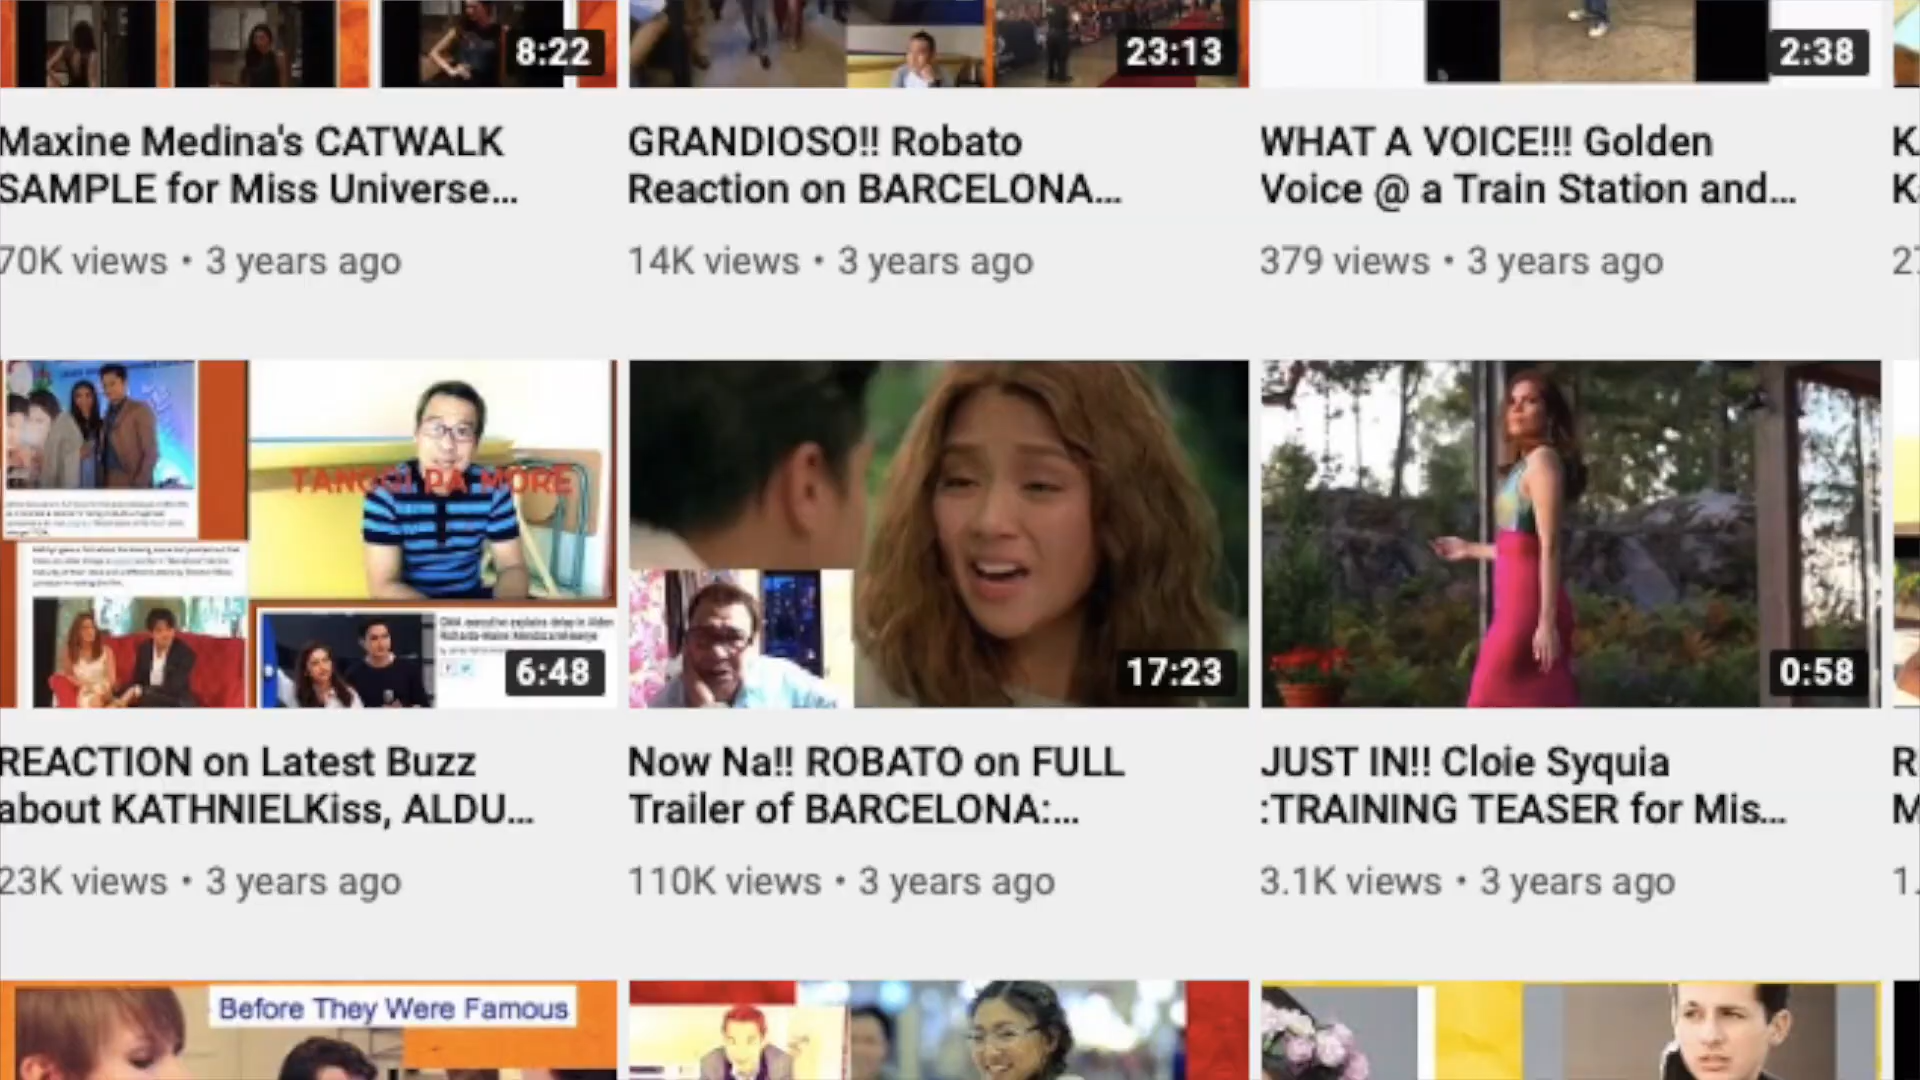 8:22
23:13
2:38
Maxine Medina's CATWALK
SAMPLE for Miss Universe...
70K views • 3 years ago
GRANDIOSO!! Robato
Reaction on BARCELONA...
14K views • 3 years ago
WHAT A VOICE!!! Golden
Voice @ a Train Station and...
379 views • 3 years ago
TANGGI PA MORE
6:48
17:23
0:58
REACTION on Latest Buzz
about KATHNIELKiss, ALDU...
23K views • 3 years ago
Now Na!! ROBATO on FULL
Trailer of BARCELONA:...
110K views • 3 years ago
JUST IN!! Cloie Syquia
:TRAINING TEASER for Mis...
3.1K views • 3 years ago
Before They Were Famous